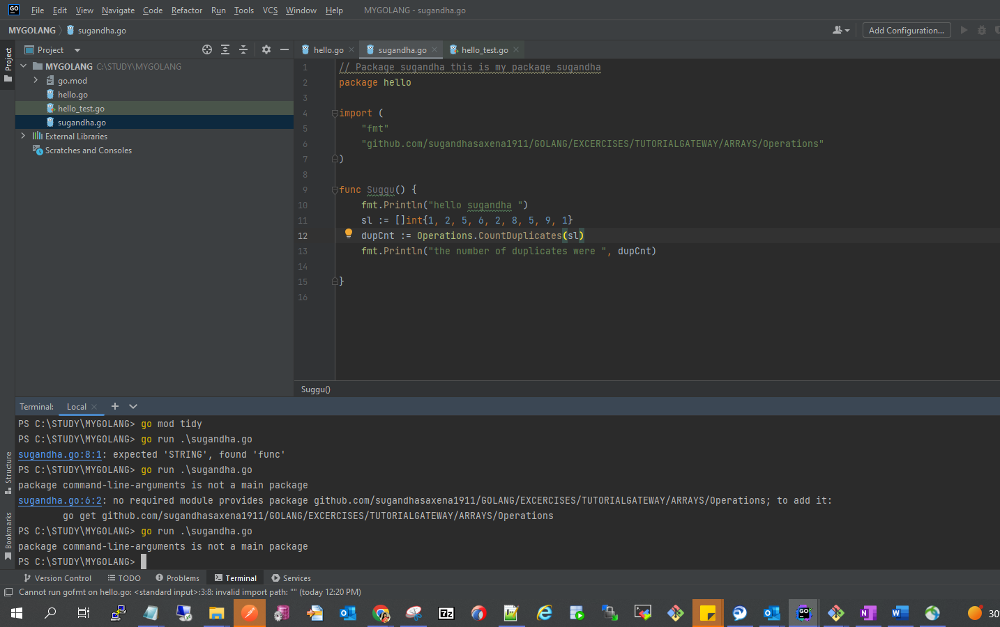 GO File Edit View Navigate Code Refactor Run Tools VCS Window Help MYGOLANG - sugandha.go
MYGOLANG sugandha.go Add Configuration...
Project
Project
hello.go sugandha.go hello_test.go
MYGOLANG C:\STUDY\MYGOLANG
go.mod
hello.go
hello_test.go
sugandha.go
External Libraries
Scratches and Consoles
1 // Package sugandha this is my package sugandha
2 package hello
3
4 import (
5 "fmt"
6 "github.com/sugandhasaxena1911/GOLANG/EXCERCISES/TUTORIALGATEWAY/ARRAYS/Operations"
7 )
8
9 func Suggu() {
10 fmt.Println("hello sugandha ")
11 sl := []int{1, 2, 5, 6, 2, 8, 5, 9, 1}
12 dupCnt := Operations.CountDuplicates(sl)
13 fmt.Println("the number of duplicates were ", dupCnt)
14
15 }
16
Suggu()
Terminal: Local
PS C:\STUDY\MYGOLANG> go mod tidy
PS C:\STUDY\MYGOLANG> go run .\sugandha.go
sugandha.go:8:1: expected 'STRING', found 'func'
PS C:\STUDY\MYGOLANG> go run .\sugandha.go
package command-line-arguments is not a main package
sugandha.go:6:2: no required module provides package github.com/sugandhasaxena1911/GOLANG/EXCERCISES/TUTORIALGATEWAY/ARRAYS/Operations; to add it:
go get github.com/sugandhasaxena1911/GOLANG/EXCERCISES/TUTORIALGATEWAY/ARRAYS/Operations
PS C:\STUDY\MYGOLANG> go run .\sugandha.go
package command-line-arguments is not a main package
PS C:\STUDY\MYGOLANG>
Structure
Bookmarks
Version Control TODO Problems Terminal Services
Cannot run gofmt on hello.go: <standard input>:3:8: invalid import path: "" (today 12:20 PM)
7z GO N W 30